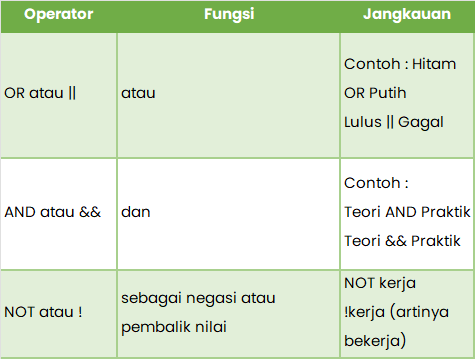 Operator Fungsi Jangkauan
OR atau || atau Contoh : Hitam
OR Putih
Lulus || Gagal
AND atau && dan Contoh :
Teori AND Praktik
Teori && Praktik
NOT atau ! sebagai negasi atau
pembalik nilai NOT kerja
!kerja (artinya
bekerja)